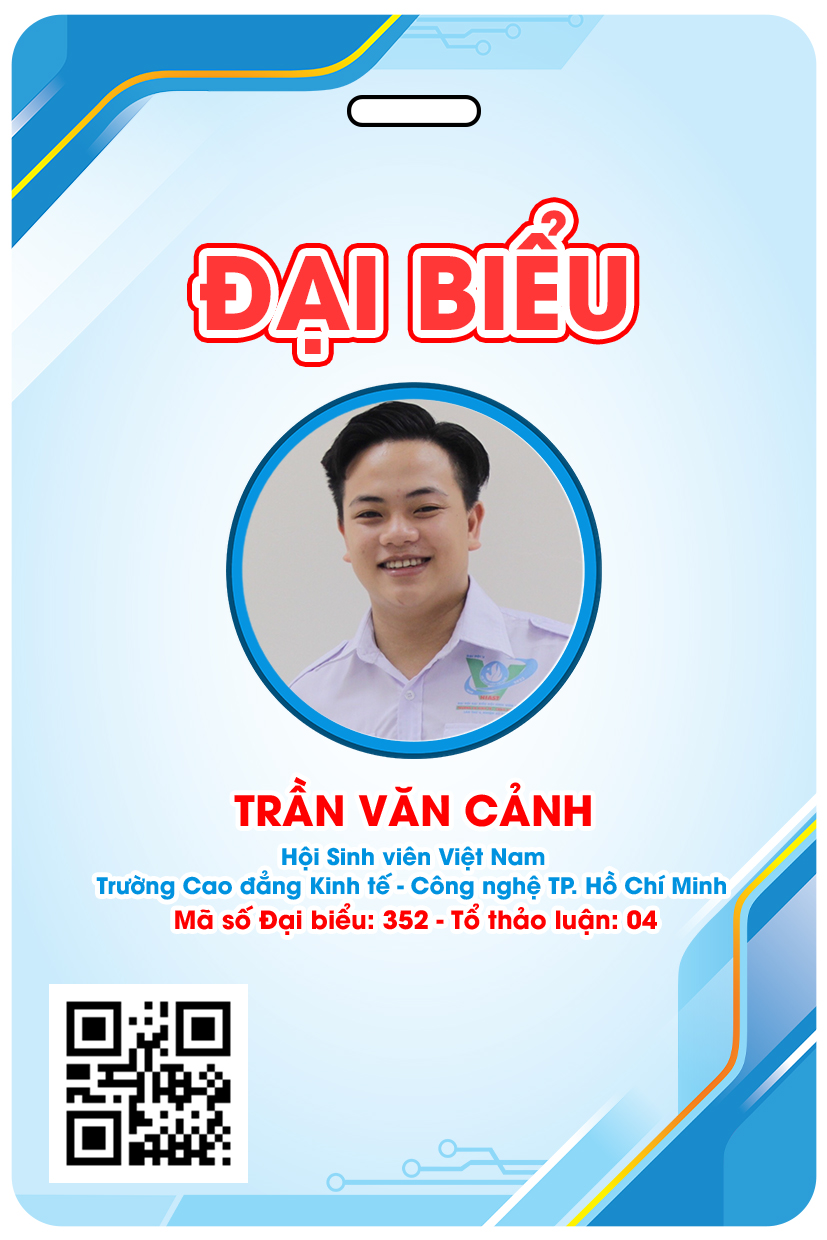 ĐẠI BIỂU
TRẦN VĂN CẢNH
Hội Sinh viên Việt Nam
Trường Cao đẳng Kinh tế - Công nghệ TP. Hồ Chí Minh
Mã số Đại biểu: 352 - Tổ thảo luận: 04